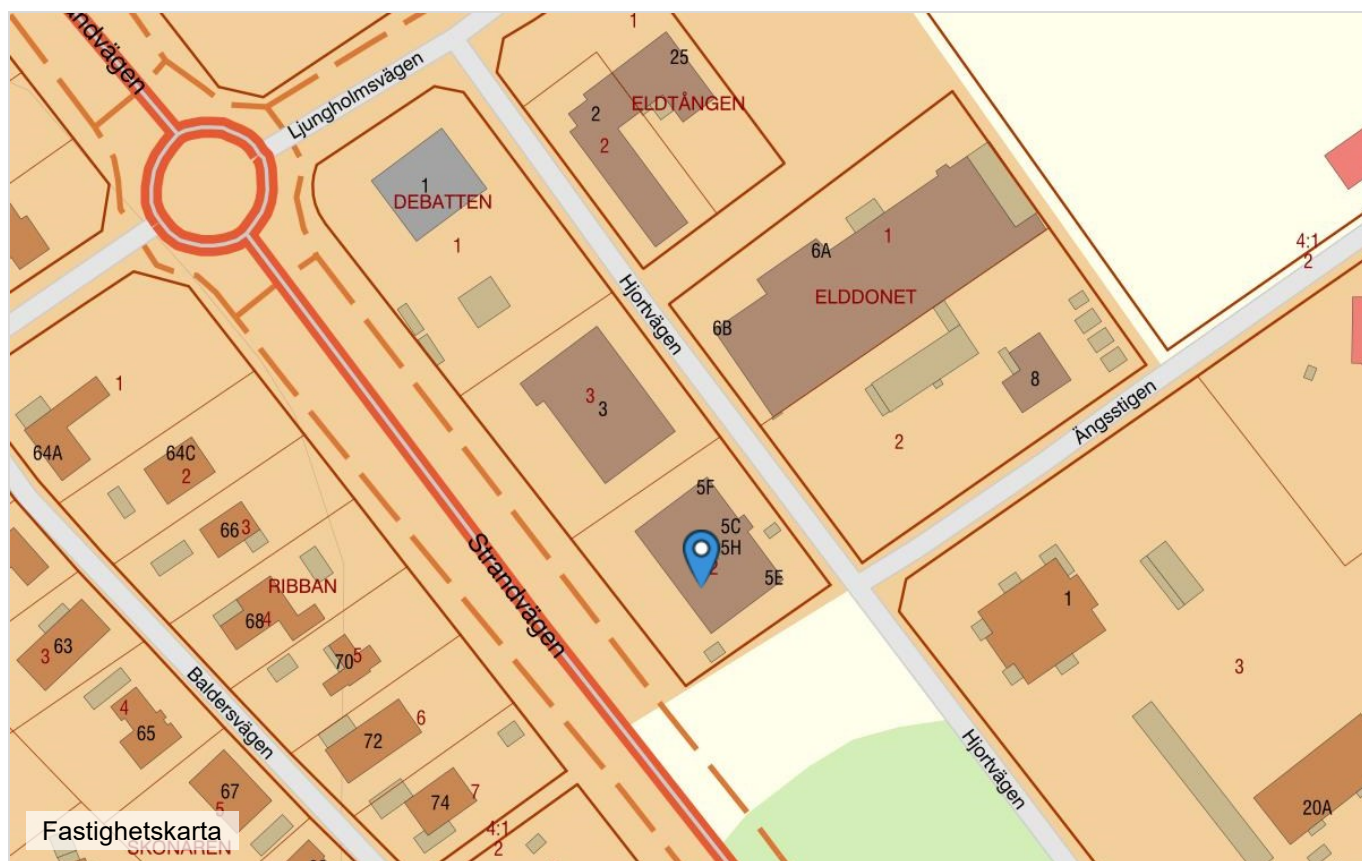 ndvägen
Ljungholmsvägen
1
25
2
ELDTÅNGEN
2
1
DEBATTEN
1
Hjortvägen
6A
1
ELDDONET
6B
8
2
Ängsstigen
4:1
2
3
3
1
64A
64C
2
66
3
RIBBAN
68
4
70
5
72
6
74
7
Strandvägen
5F
5C
5H
2
5E
1
3
20A
Hjortvägen
63
3
4
65
67
5
Baldersvägen
4:1
2
Fastighetskarta
SKONAREN